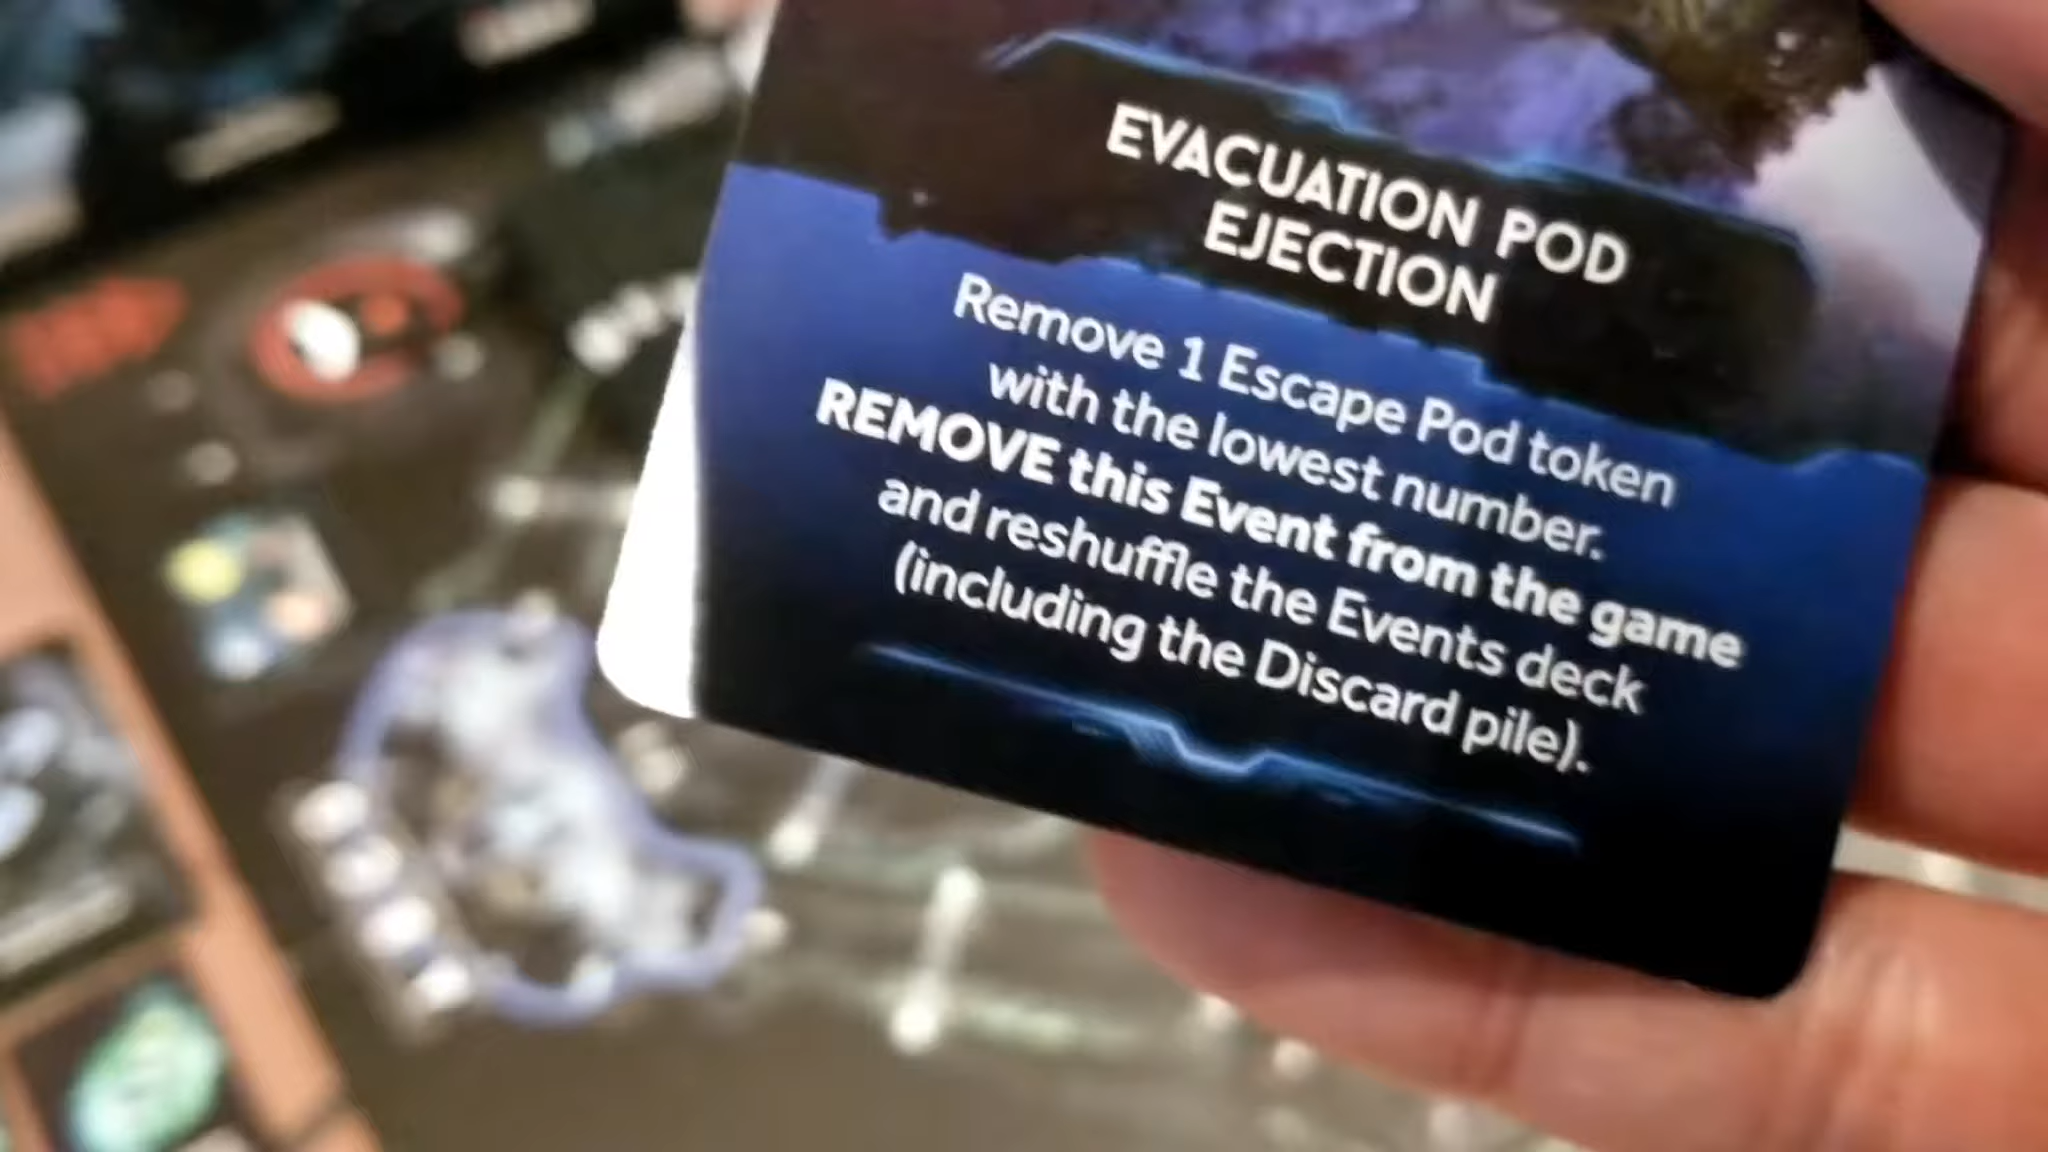 EVACUATION POD
EJECTION
Remove 1 Escape Pod token
with the lowest number.
REMOVE this Event from the game
and reshuffle the Events deck
(including the Discard pile).